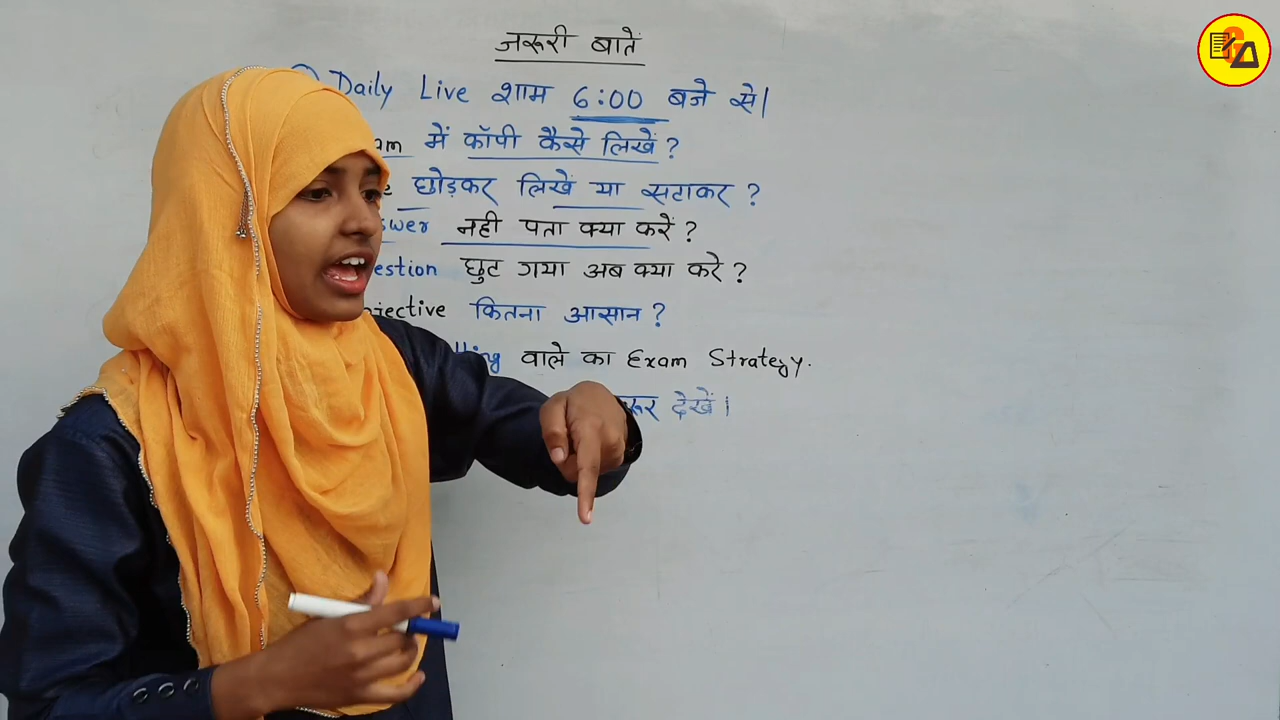 जरूरी बातें
Daily Live शाम 6:00 बजे से|
में कॉपी कैसे लिखें ?
छोड़कर लिखें या सटाकर ?
नही पता क्या करें ?
छुट गया अब क्या करे ?
कितना आसान ?
वाले का Exam Strategy.
देखें।